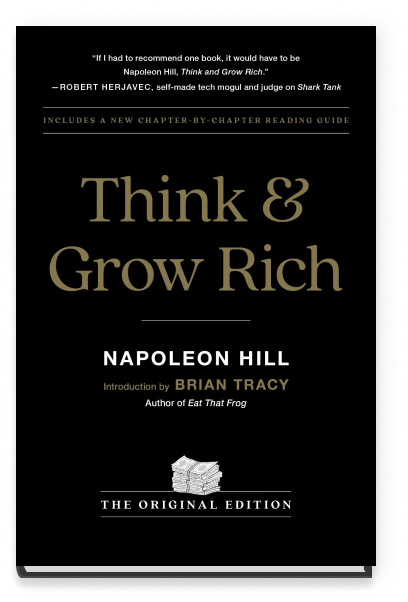 “If I had to recommend one book, it would have to be
Napoleon Hill, Think and Grow Rich.”
—ROBERT HERJAVEC, self-made tech mogul and judge on Shark Tank
INCLUDES A NEW CHAPTER-BY-CHAPTER READING GUIDE
Think &
Grow Rich
NAPOLEON HILL
Introduction by BRIAN TRACY
Author of Eat That Frog
THE ORIGINAL EDITION